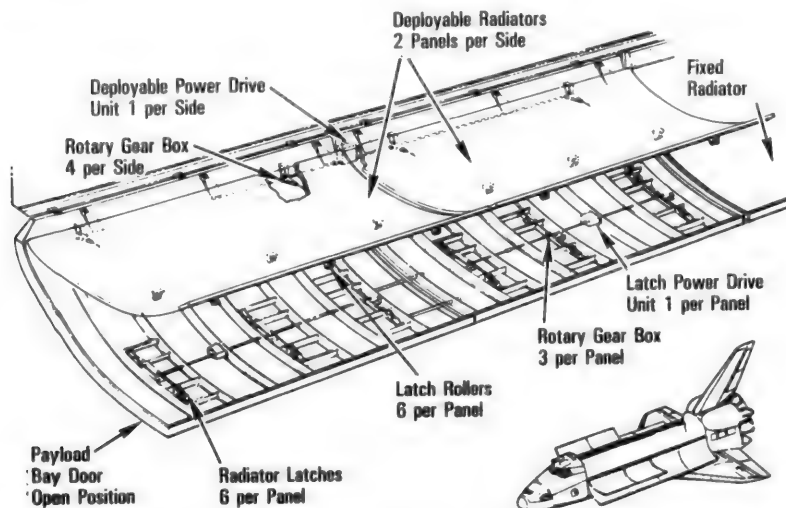 Deployable Radiators
2 Panels per Side
Fixed
Radiator
Deployable Power Drive
Unit 1 per Side
Rotary Gear Box
4 per Side
Latch Power Drive
Unit 1 per Panel
Rotary Gear Box
3 per Panel
Latch Rollers
6 per Panel
Payload
Bay Door
Open Position
Radiator Latches
6 per Panel